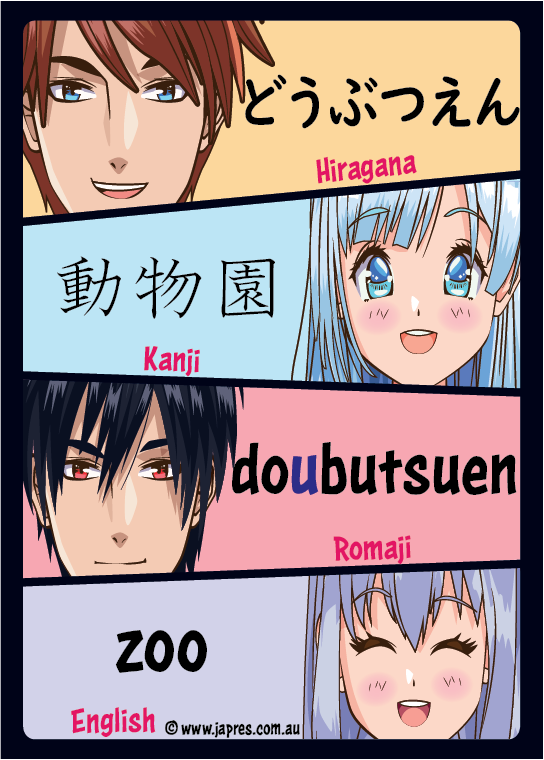 どうぶつえん
Hiragana
動物園
Kanji
doubutsuen
Romaji
zoo
English
© www.japres.com.au